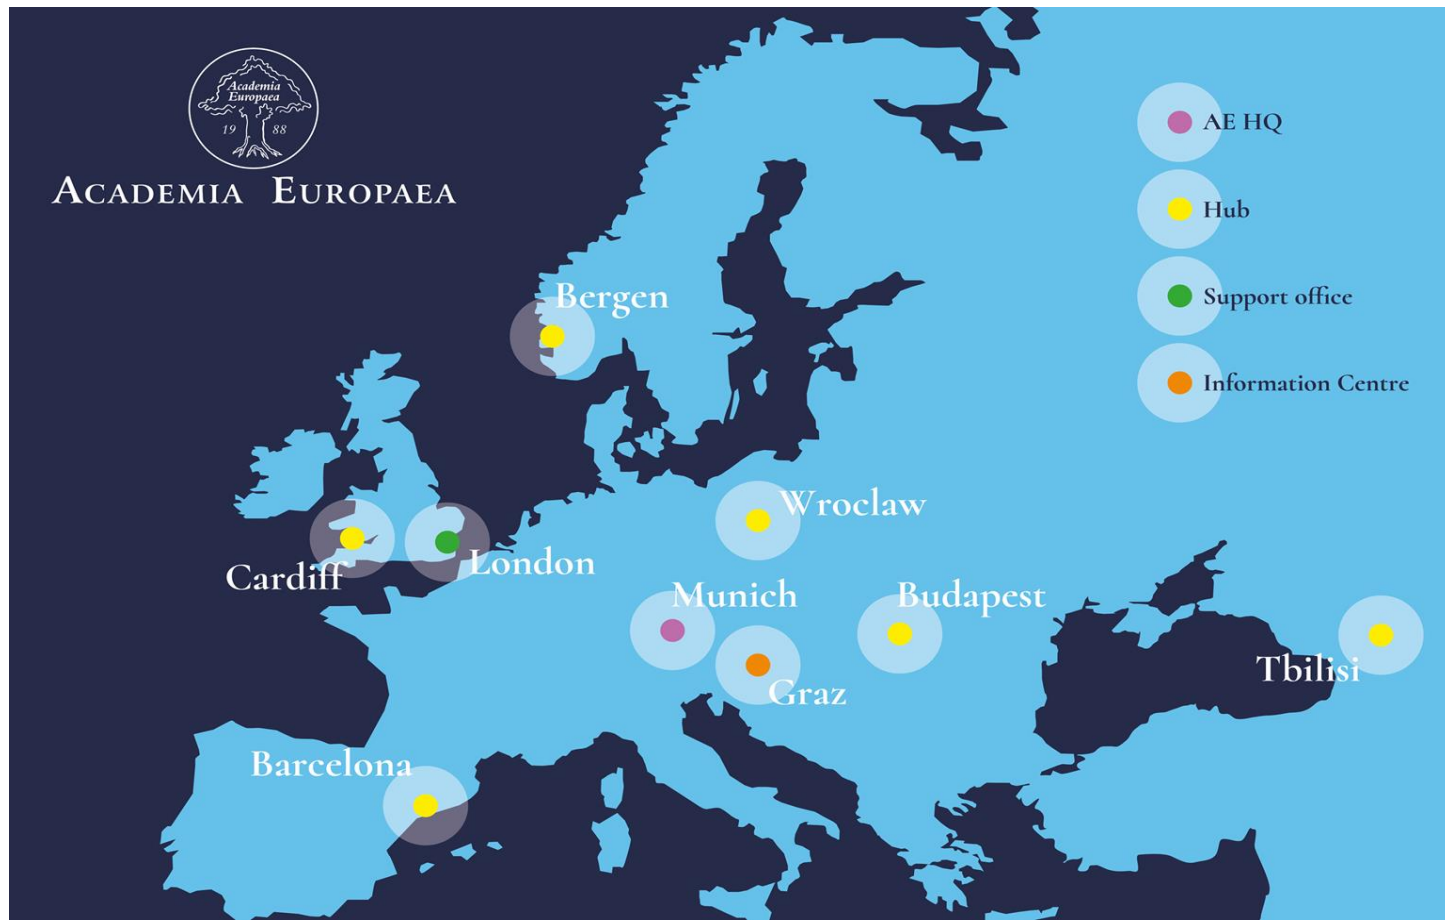 Academia
Europaea
19 88
ACADEMIA EUROPAEA
AE HQ
Hub
Support office
Information Centre
Bergen
Wroclaw
Cardiff
London
Munich
Budapest
Graz
Tbilisi
Barcelona